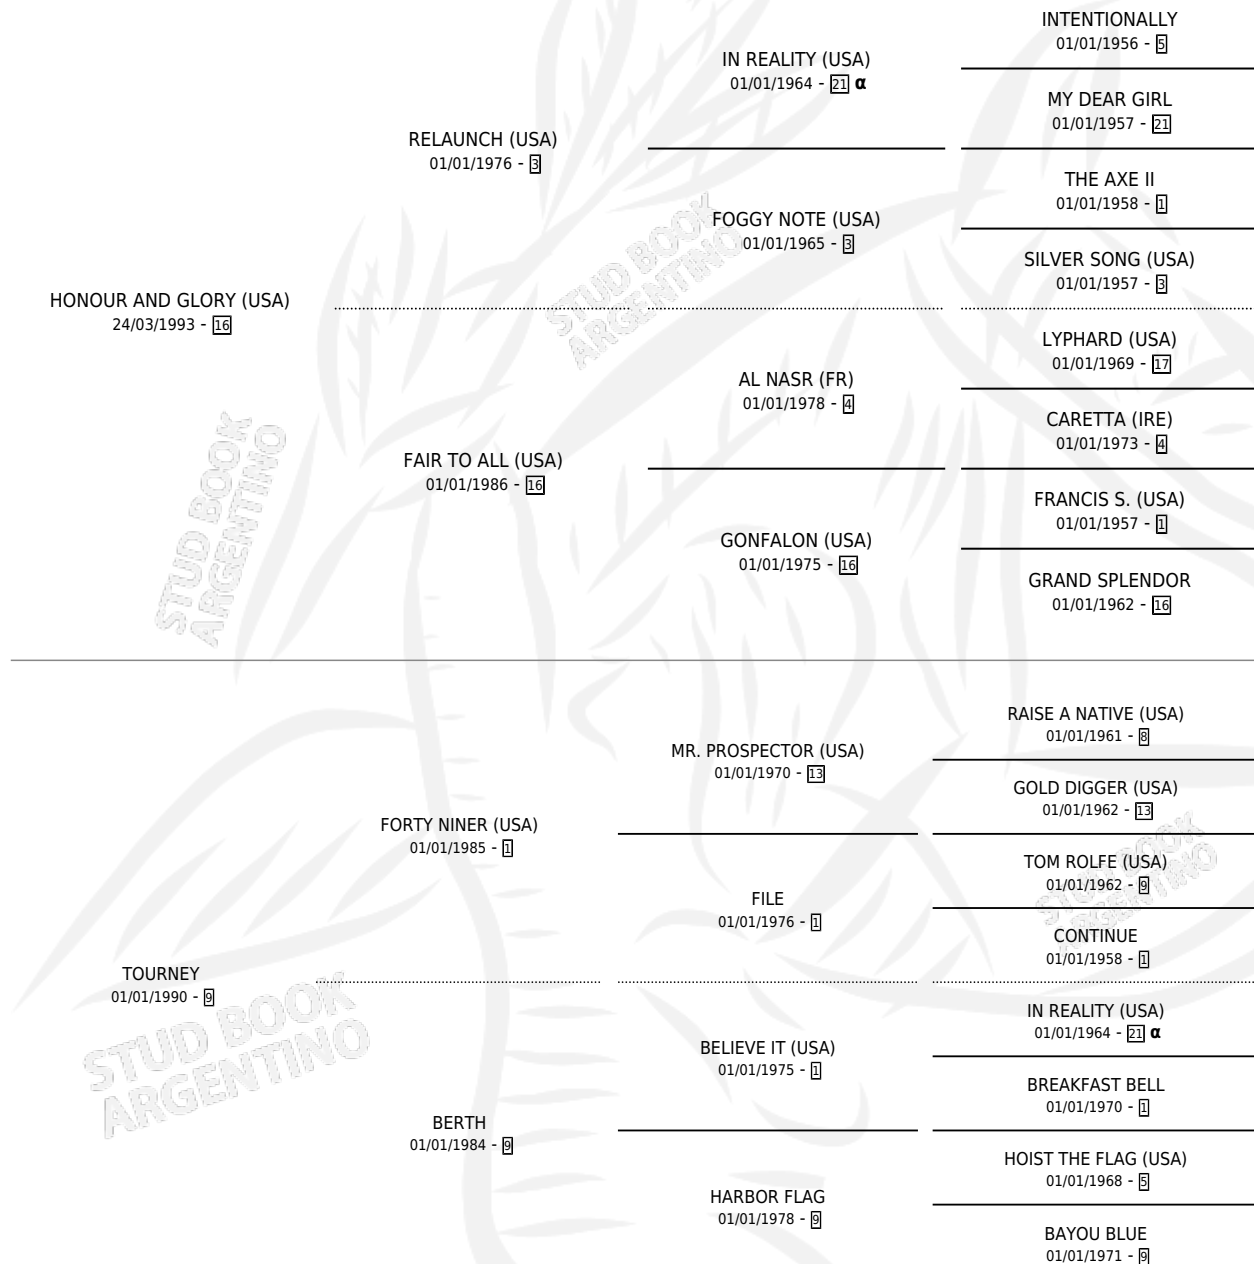 INTENTIONALLY
01/01/1956 - 5
IN REALITY (USA)
01/01/1964 - 21 α
MY DEAR GIRL
01/01/1957 - 21
RELAUNCH (USA)
01/01/1976 - 3
THE AXE II
01/01/1958 - 1
FOGGY NOTE (USA)
01/01/1965 - 3
SILVER SONG (USA)
01/01/1957 - 3
HONOUR AND GLORY (USA)
24/03/1993 - 16
LYPHARD (USA)
01/01/1969 - 17
AL NASR (FR)
01/01/1978 - 4
CARETTA (IRE)
01/01/1973 - 4
FAIR TO ALL (USA)
01/01/1986 - 16
FRANCIS S. (USA)
01/01/1957 - 1
GONFALON (USA)
01/01/1975 - 16
GRAND SPLENDOR
01/01/1962 - 16
RAISE A NATIVE (USA)
01/01/1961 - 8
MR. PROSPECTOR (USA)
01/01/1970 - 13
GOLD DIGGER (USA)
01/01/1962 - 13
FORTY NINER (USA)
01/01/1985 - 1
TOM ROLFE (USA)
01/01/1962 - 9
FILE
01/01/1976 - 1
CONTINUE
01/01/1958 - 1
TOURNEY
01/01/1990 - 9
IN REALITY (USA)
01/01/1964 - 21 α
BELIEVE IT (USA)
01/01/1975 - 1
BREAKFAST BELL
01/01/1970 - 1
BERTH
01/01/1984 - 9
HOIST THE FLAG (USA)
01/01/1968 - 5
HARBOR FLAG
01/01/1978 - 9
BAYOU BLUE
01/01/1971 - 9
STUD BOOK
ARGENTINO
STUD BOOK
ARGENTINO
STUD BOOK
ARGENTINO
STUD BOOK
ARGENTINO